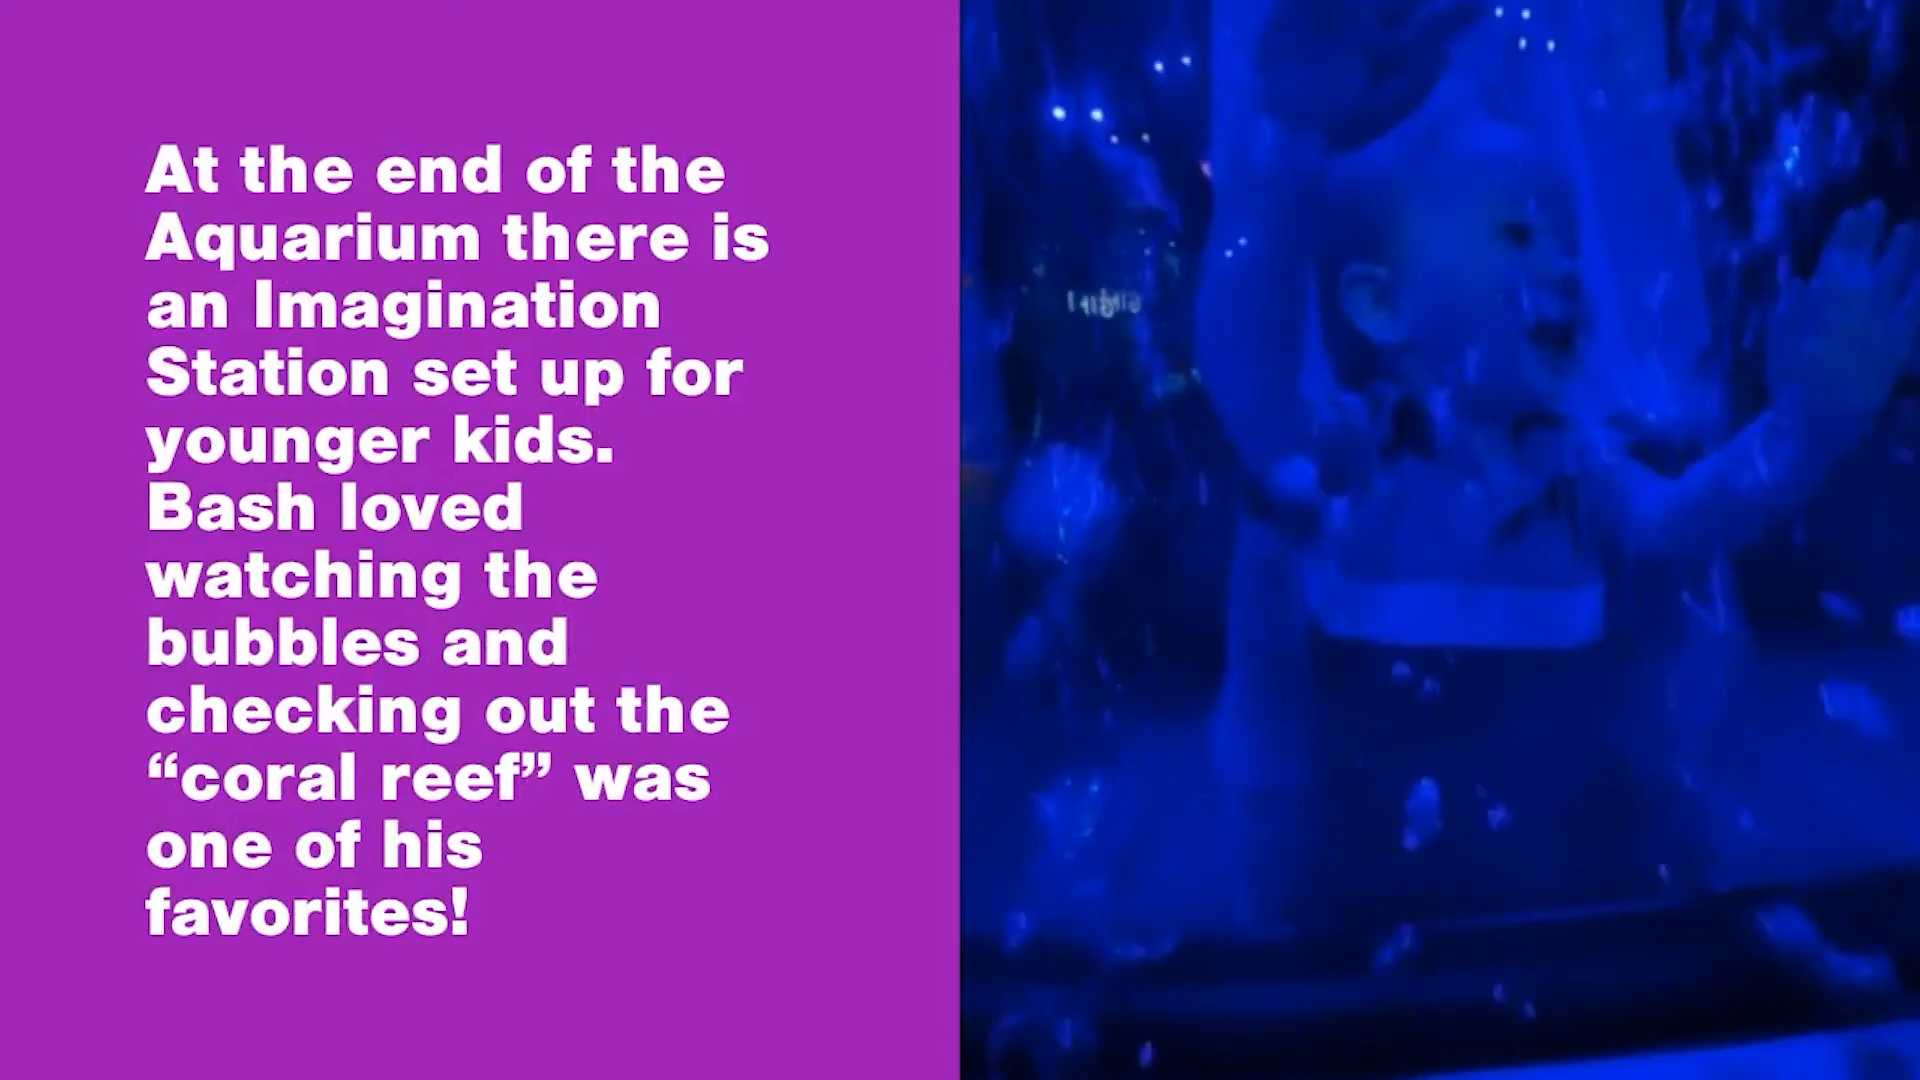 At the end of the
Aquarium there is
an Imagination
Station set up for
younger kids.
Bash loved
watching the
bubbles and
checking out the
“coral reef” was
one of his
favorites!